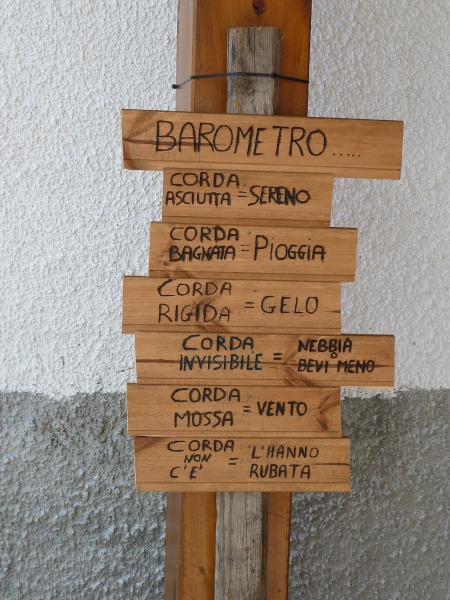 BAROMETRO.....
CORDA
ASCIUTTA = SERENO
CORDA
BAGNATA = PIOGGIA
CORDA
RIGIDA = GELO
CORDA
INVISIBILE = NEBBIA
O
BEVI MENO
CORDA
MOSSA = VENTO
CORDA
NON
C'E' = L'HANNO
RUBATA